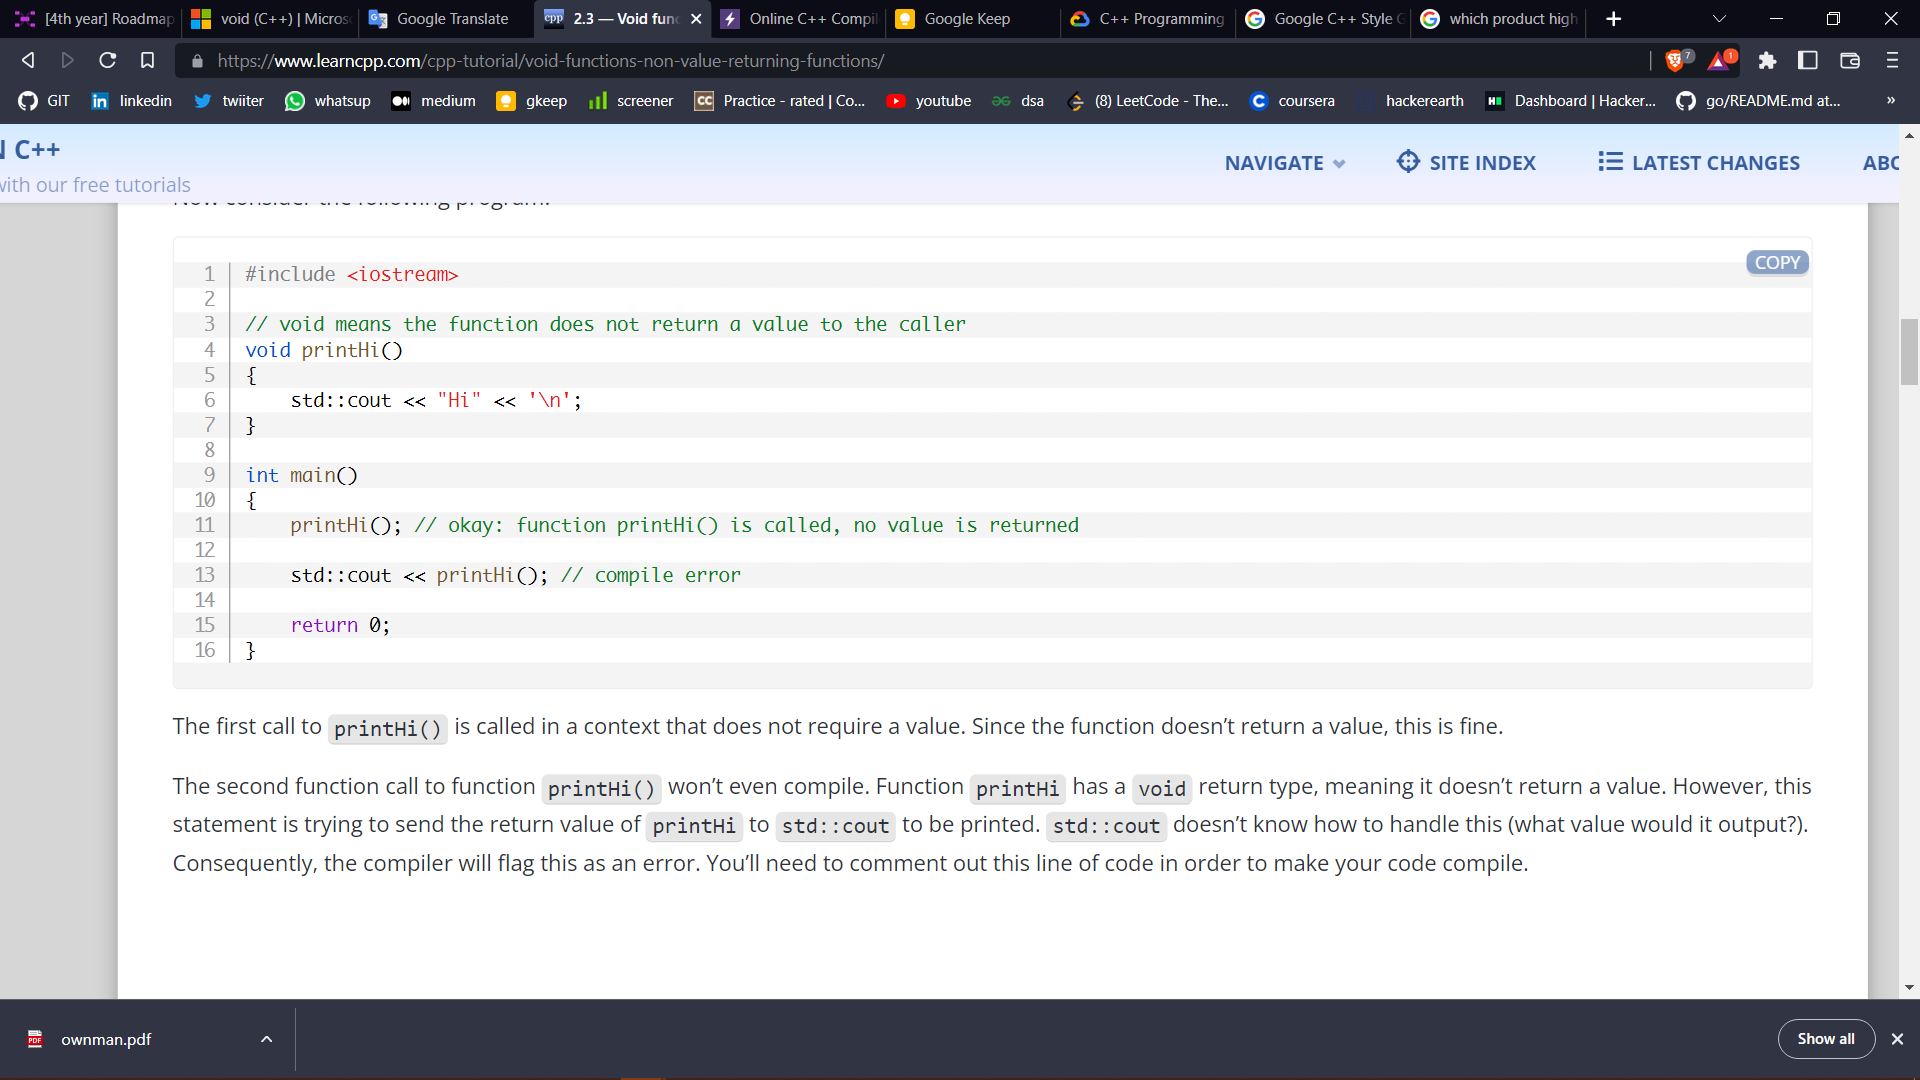 [4th year] Roadmap
void (C++) | Micros
Google Translate
2.3 — Void func
Online C++ Compil
Google Keep
C++ Programming
Google C++ Style G
which product high
https://www.learncpp.com/cpp-tutorial/void-functions-non-value-returning-functions/
7
1
GIT
linkedin
twiiter
whatsup
medium
gkeep
screener
Practice - rated | Co...
youtube
dsa
(8) LeetCode - The...
coursera
hackerearth
Dashboard | Hacker...
go/README.md at...
»
N C++
with our free tutorials
NAVIGATE
SITE INDEX
LATEST CHANGES
ABO
Now consider the following program:
COPY
1 #include <iostream>
2
3 // void means the function does not return a value to the caller
4 void printHi()
5 {
6     std::cout << "Hi" << '\n';
7 }
8
9 int main()
10 {
11     printHi(); // okay: function printHi() is called, no value is returned
12
13     std::cout << printHi(); // compile error
14
15     return 0;
16 }
The first call to printHi() is called in a context that does not require a value. Since the function doesn’t return a value, this is fine.
The second function call to function printHi() won’t even compile. Function printHi has a void return type, meaning it doesn’t return a value. However, this
statement is trying to send the return value of printHi to std::cout to be printed. std::cout doesn’t know how to handle this (what value would it output?).
Consequently, the compiler will flag this as an error. You’ll need to comment out this line of code in order to make your code compile.
PDF
ownman.pdf
Show all